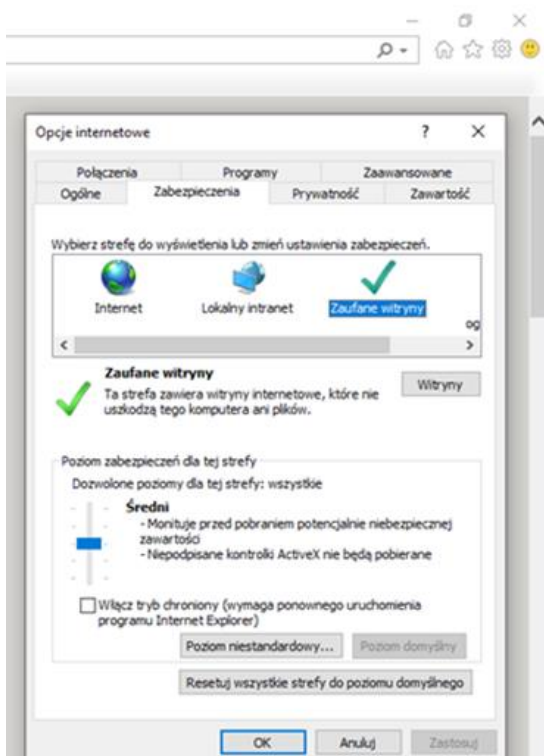 Opcje internetowe
?
Połączenia Programy Zaawansowane
Ogólne Zabezpieczenia Prywatność Zawartość
Wybierz strefę do wyświetlenia lub zmień ustawienia zabezpieczeń.
Internet Lokalny intranet Zaufane witryny
og
Zaufane witryny
Ta strefa zawiera witryny internetowe, które nie
uszkodzą tego komputera ani plików.
Witryny
Poziom zabezpieczeń dla tej strefy
Dozwolone poziomy dla tej strefy: wszystkie
Średni
- Monituje przed pobraniem potencjalnie niebezpiecznej
zawartości
- Niepodpisane kontrolki ActiveX nie będą pobierane
Włącz tryb chroniony (wymaga ponownego uruchomienia
programu Internet Explorer)
Poziom niestandardowy... Poziom domyślny
Resetuj wszystkie strefy do poziomu domyślnego
OK Anuluj Zastosuj